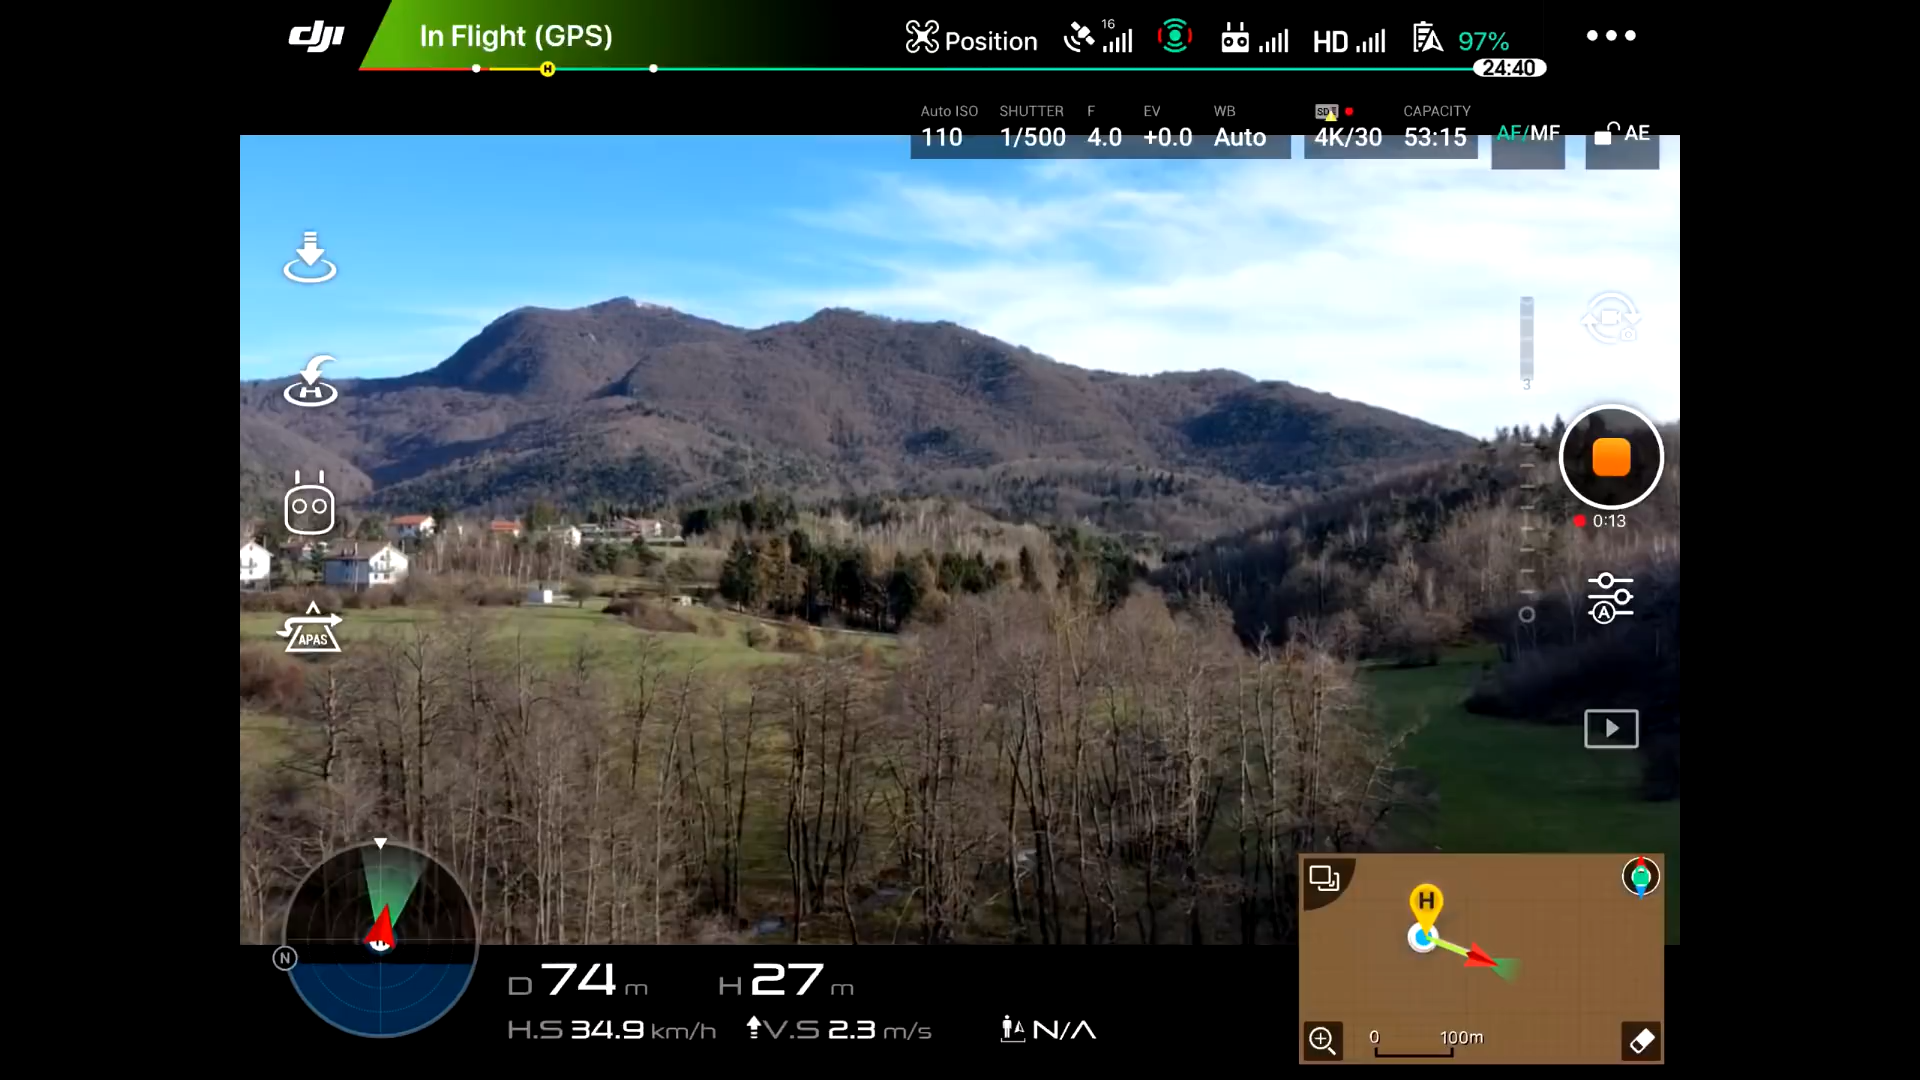 dji In Flight (GPS) Position 16 HD 97%
H 24:40
Auto ISO SHUTTER F EV WB SD CAPACITY
110 1/500 4.0 +0.0 Auto 4K/30 53:15 AF/MF AE
3
H
0:13
A
APAS
N
H
D 74 m H 27 m
H.S 34.9 km/h V.S 2.3 m/s N/A
0 100m